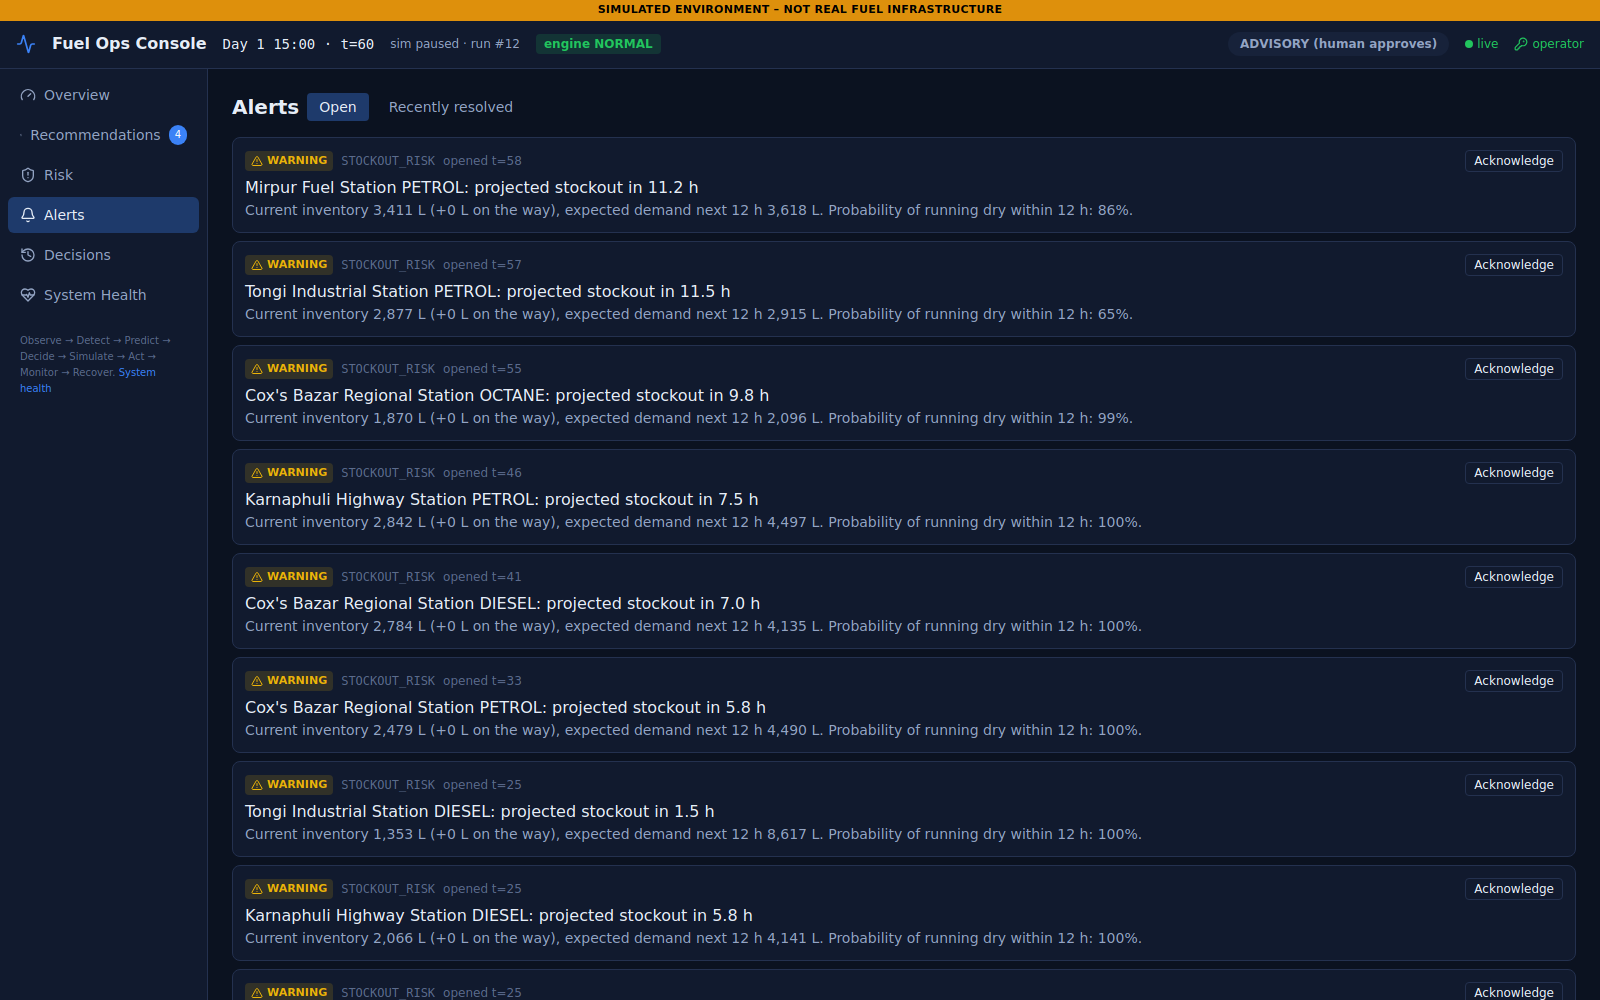 SIMULATED ENVIRONMENT – NOT REAL FUEL INFRASTRUCTURE
Fuel Ops Console Day 1 15:00 · t=60 sim paused · run #12 engine NORMAL ADVISORY (human approves) live operator
Overview
Recommendations 4
Risk
Alerts
Decisions
System Health
Observe → Detect → Predict →
Decide → Simulate → Act →
Monitor → Recover. System
health
Alerts Open Recently resolved
WARNING STOCKOUT_RISK opened t=58 Acknowledge
Mirpur Fuel Station PETROL: projected stockout in 11.2 h
Current inventory 3,411 L (+0 L on the way), expected demand next 12 h 3,618 L. Probability of running dry within 12 h: 86%.
WARNING STOCKOUT_RISK opened t=57 Acknowledge
Tongi Industrial Station PETROL: projected stockout in 11.5 h
Current inventory 2,877 L (+0 L on the way), expected demand next 12 h 2,915 L. Probability of running dry within 12 h: 65%.
WARNING STOCKOUT_RISK opened t=55 Acknowledge
Cox's Bazar Regional Station OCTANE: projected stockout in 9.8 h
Current inventory 1,870 L (+0 L on the way), expected demand next 12 h 2,096 L. Probability of running dry within 12 h: 99%.
WARNING STOCKOUT_RISK opened t=46 Acknowledge
Karnaphuli Highway Station PETROL: projected stockout in 7.5 h
Current inventory 2,842 L (+0 L on the way), expected demand next 12 h 4,497 L. Probability of running dry within 12 h: 100%.
WARNING STOCKOUT_RISK opened t=41 Acknowledge
Cox's Bazar Regional Station DIESEL: projected stockout in 7.0 h
Current inventory 2,784 L (+0 L on the way), expected demand next 12 h 4,135 L. Probability of running dry within 12 h: 100%.
WARNING STOCKOUT_RISK opened t=33 Acknowledge
Cox's Bazar Regional Station PETROL: projected stockout in 5.8 h
Current inventory 2,479 L (+0 L on the way), expected demand next 12 h 4,490 L. Probability of running dry within 12 h: 100%.
WARNING STOCKOUT_RISK opened t=25 Acknowledge
Tongi Industrial Station DIESEL: projected stockout in 1.5 h
Current inventory 1,353 L (+0 L on the way), expected demand next 12 h 8,617 L. Probability of running dry within 12 h: 100%.
WARNING STOCKOUT_RISK opened t=25 Acknowledge
Karnaphuli Highway Station DIESEL: projected stockout in 5.8 h
Current inventory 2,066 L (+0 L on the way), expected demand next 12 h 4,141 L. Probability of running dry within 12 h: 100%.
WARNING STOCKOUT_RISK opened t=25 Acknowledge